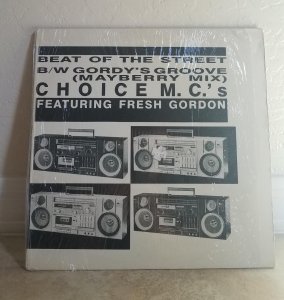 BEAT OF THE STREET
B/W GORDY'S GROOVE
(MAYBERRY MIX)
CHOICE M.C.'s
FEATURING FRESH GORDON